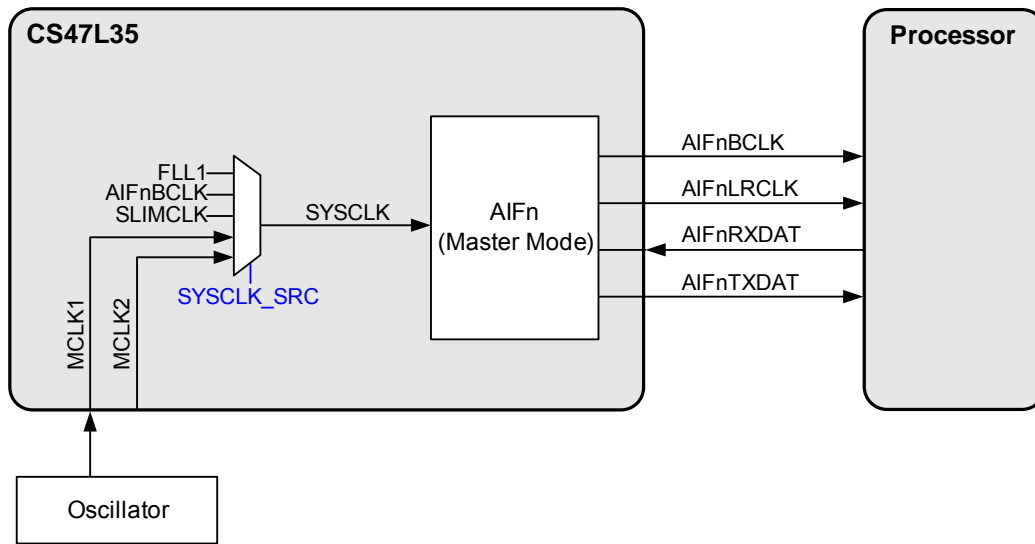 CS47L35
Processor
FLL1
AIFnBCLK
SLIMCLK
SYSCLK
SYSCLK_SRC
MCLK1
MCLK2
AIFn
(Master Mode)
AIFnBCLK
AIFnLRCLK
AIFnRXDAT
AIFnTXDAT
Oscillator